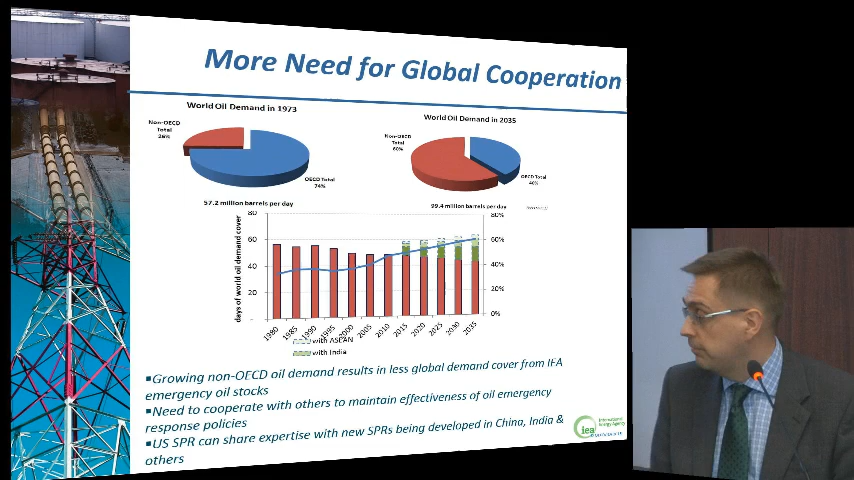 More Need for Global Cooperation
World Oil Demand in 1973
Non-OECD
Total
26%
OECD Total
74%
57.2 million barrels per day
World Oil Demand in 2035
Non-OECD
Total
60%
OECD Total
40%
99.4 million barrels per day
days of world oil demand cover
80
60
40
20
80%
60%
40%
20%
0%
1980
1985
1990
1995
2000
2005
2010
2015
2020
2025
2030
2035
with ASEAN
with India
▪Growing non-OECD oil demand results in less global demand cover from IEA
emergency oil stocks
▪Need to cooperate with others to maintain effectiveness of oil emergency
response policies
▪US SPR can share expertise with new SPRs being developed in China, India &
others
iea
International
Energy Agency